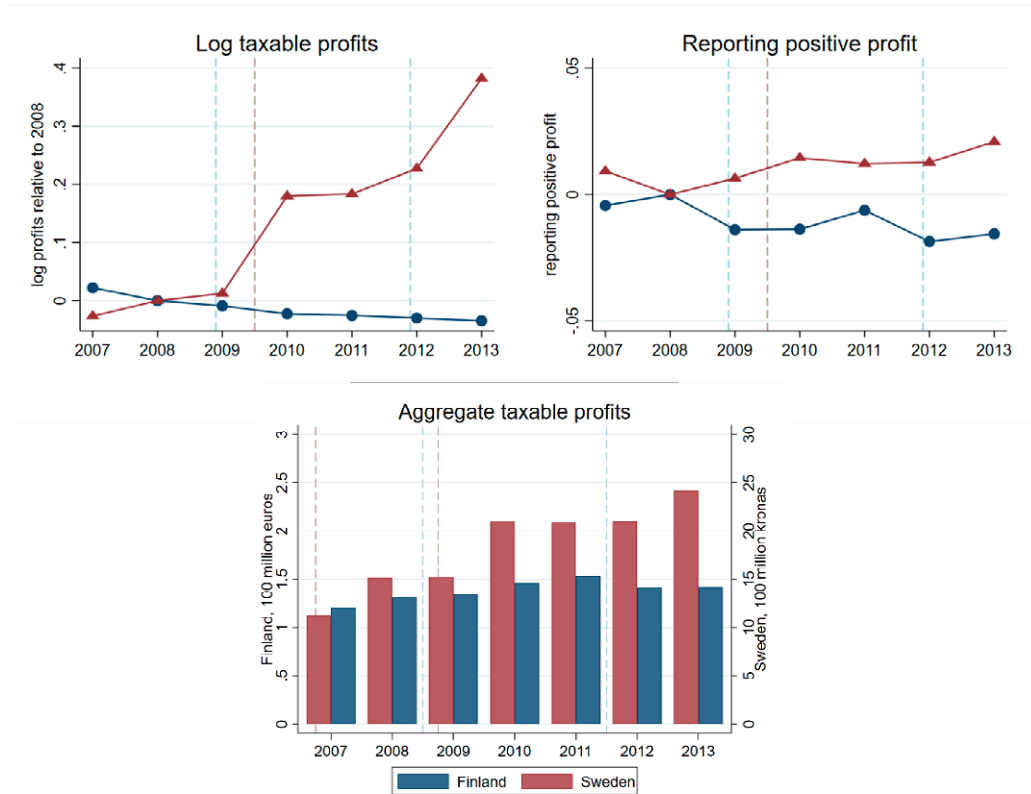 Log taxable profits
log profits relative to 2008
.4
.3
.2
.1
0
2007 2008 2009 2010 2011 2012 2013
Reporting positive profit
reporting positive profit
.05
0
-.05
2007 2008 2009 2010 2011 2012 2013
Aggregate taxable profits
Finland, 100 million euros
3
2.5
2
1.5
1
.5
0
Sweden, 100 million kronas
30
25
20
15
10
5
0
2007 2008 2009 2010 2011 2012 2013
Finland Sweden